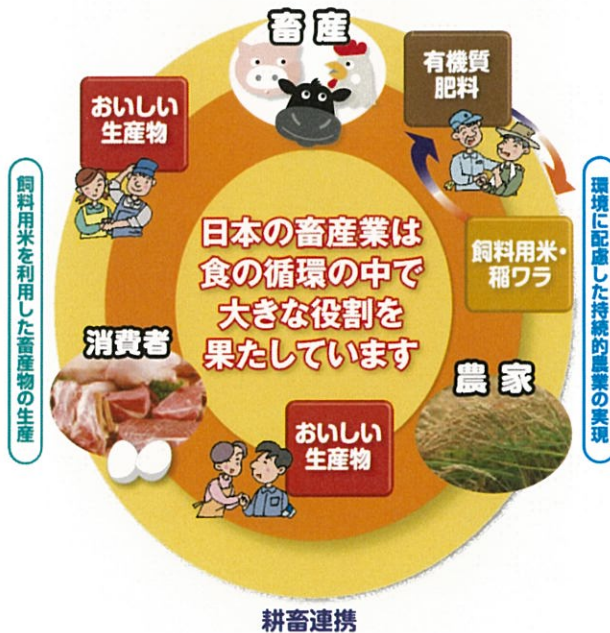 畜産
有機質
肥料
おいしい
生産物
飼料用米を利用した畜産物の生産
環境に配慮した持続的農業の実現
日本の畜産業は
食の循環の中で
大きな役割を
果たしています
飼料用米・
稲ワラ
消費者
農家
おいしい
生産物
耕畜連携